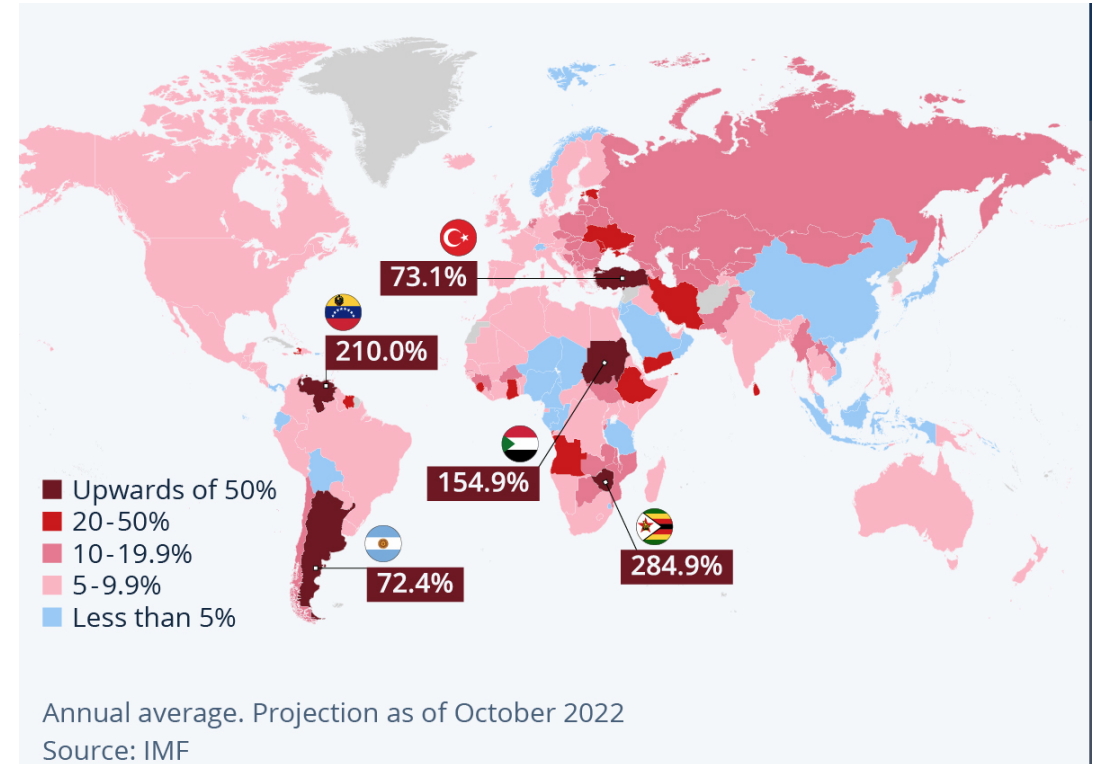 73.1%
210.0%
154.9%
284.9%
72.4%
Upwards of 50%
20-50%
10-19.9%
5-9.9%
Less than 5%
Annual average. Projection as of October 2022
Source: IMF